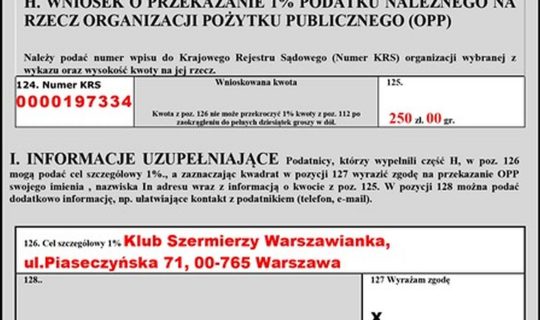 H. WNIOSEK O PRZEKAZANIE 1% PODATKU NALEŻNEGO NA
RZECZ ORGANIZACJI POŻYTKU PUBLICZNEGO (OPP)
Należy podać numer wpisu do Krajowego Rejestru Sądowego (Numer KRS) organizacji wybranej z
wykazu oraz wysokość kwoty na jej rzecz.
124. Numer KRS
0000197334
Wnioskowana kwota
Kwota z poz. 126 nie może przekroczyć 1% kwoty z poz. 112 po
zaokrągleniu do pełnych dziesiątek groszy w dół.
125.
250 zł. 00 gr.
I. INFORMACJE UZUPEŁNIAJĄCE Podatnicy, którzy wypełnili część H, w poz. 126
mogą podać cel szczegółowy 1%., a zaznaczając kwadrat w pozycji 127 wyrazić zgodę na przekazanie OPP
swojego imienia , nazwiska In adresu wraz z informacją o kwocie z poz. 125. W pozycji 128 można podać
dodatkowo informację, np. ułatwiające kontakt z podatnikiem (telefon, e-mail).
126. Cel szczegółowy 1% Klub Szermierzy Warszawianka,
ul.Piaseczyńska 71, 00-765 Warszawa
128..
127 Wyrażam zgodę
X